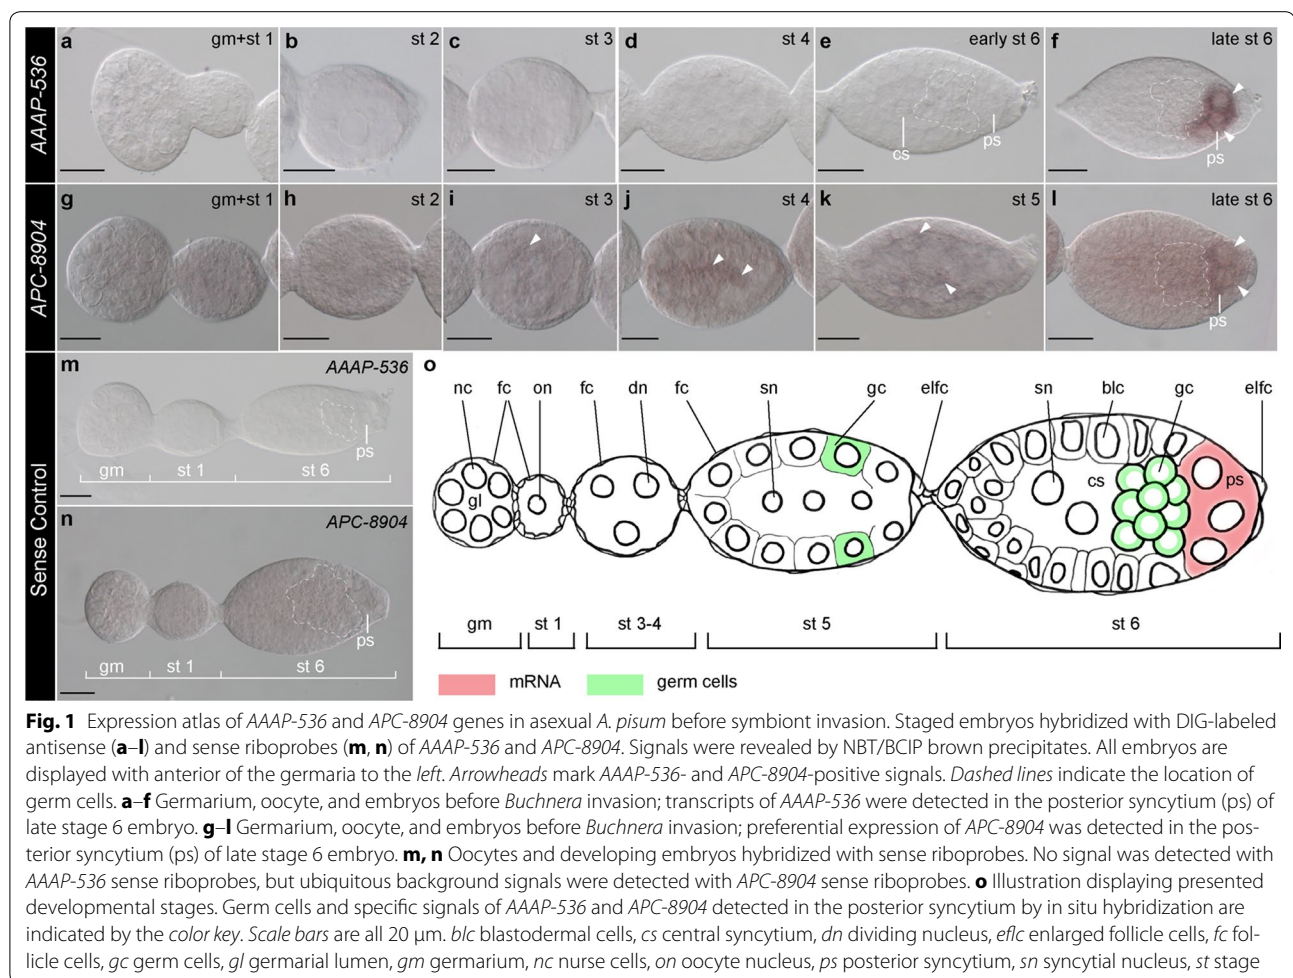 AAAP-536
a gm+st 1
b st 2
c st 3
d st 4
e early st 6
cs
ps
f late st 6
ps
APC-8904
g gm+st 1
h st 2
i st 3
j st 4
k st 5
l late st 6
ps
Sense Control
m AAAP-536
ps
gm st 1 st 6
n APC-8904
ps
gm st 1 st 6
o
nc fc on fc dn fc sn gc elfc sn blc gc elfc
gl cs ps
gm st 1 st 3-4 st 5 st 6
mRNA germ cells
Fig. 1 Expression atlas of AAAP-536 and APC-8904 genes in asexual A. pisum before symbiont invasion. Staged embryos hybridized with DIG-labeled
antisense (a–l) and sense riboprobes (m, n) of AAAP-536 and APC-8904. Signals were revealed by NBT/BCIP brown precipitates. All embryos are
displayed with anterior of the germaria to the left. Arrowheads mark AAAP-536- and APC-8904-positive signals. Dashed lines indicate the location of
germ cells. a–f Germarium, oocyte, and embryos before Buchnera invasion; transcripts of AAAP-536 were detected in the posterior syncytium (ps) of
late stage 6 embryo. g–l Germarium, oocyte, and embryos before Buchnera invasion; preferential expression of APC-8904 was detected in the pos-
terior syncytium (ps) of late stage 6 embryo. m, n Oocytes and developing embryos hybridized with sense riboprobes. No signal was detected with
AAAP-536 sense riboprobes, but ubiquitous background signals were detected with APC-8904 sense riboprobes. o Illustration displaying presented
developmental stages. Germ cells and specific signals of AAAP-536 and APC-8904 detected in the posterior syncytium by in situ hybridization are
indicated by the color key. Scale bars are all 20 μm. blc blastodermal cells, cs central syncytium, dn dividing nucleus, eflc enlarged follicle cells, fc fol-
licle cells, gc germ cells, gl germarial lumen, gm germarium, nc nurse cells, on oocyte nucleus, ps posterior syncytium, sn syncytial nucleus, st stage